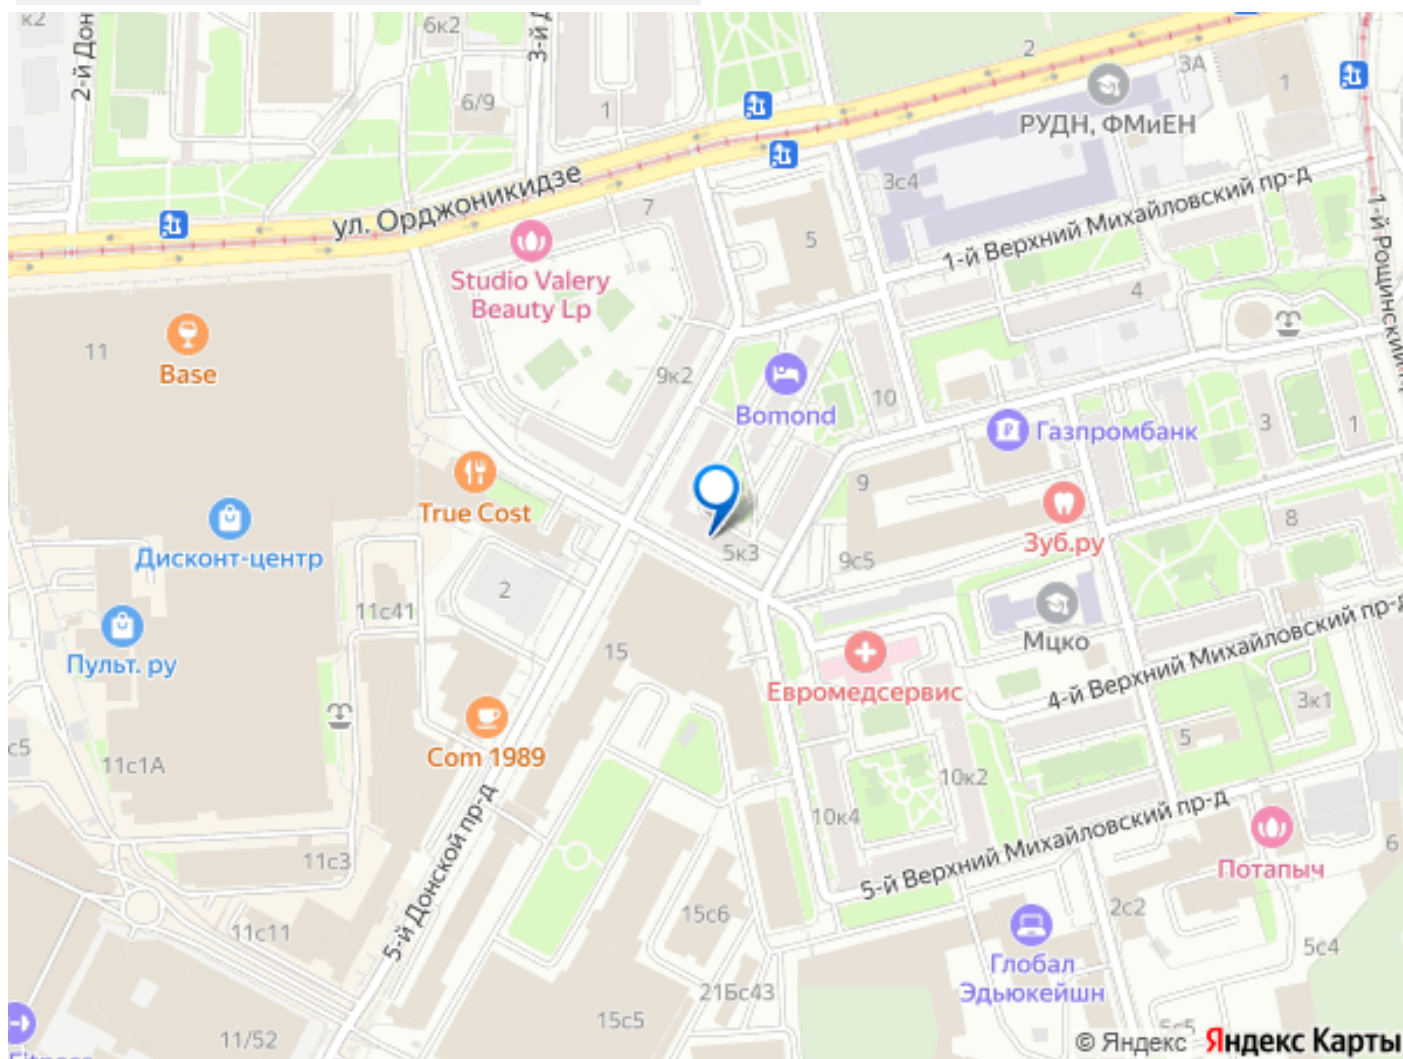 к2
2-й Дон
6к2
3-й Д
6/9
1
2
3А
1
РУДН, ФМиЕН
3с4
1-й Верхний Михайловский пр-д
1-й Рощинский
ул. Орджоникидзе
7
5
Studio Valery
Beauty Lp
4
11
Base
9к2
Bomond
10
Газпромбанк
3
1
True Cost
9
8
Дисконт-центр
5к3
9с5
Зуб.ру
2
11с41
Мцко
Пульт. ру
15
Евромедсервис
4-й Верхний Михайловский пр-д
3к1
с5
11с1А
Com 1989
5
10к2
10к4
5-й Верхний Михайловский пр-д
Потапыч
6
11с3
5-й Донской пр-д
15с6
2с2
11с11
Глобал
Эдьюкейшн
5с4
21Бс43
15с5
11/52
5с5
Fitness
© Яндекс Яндекс Карты